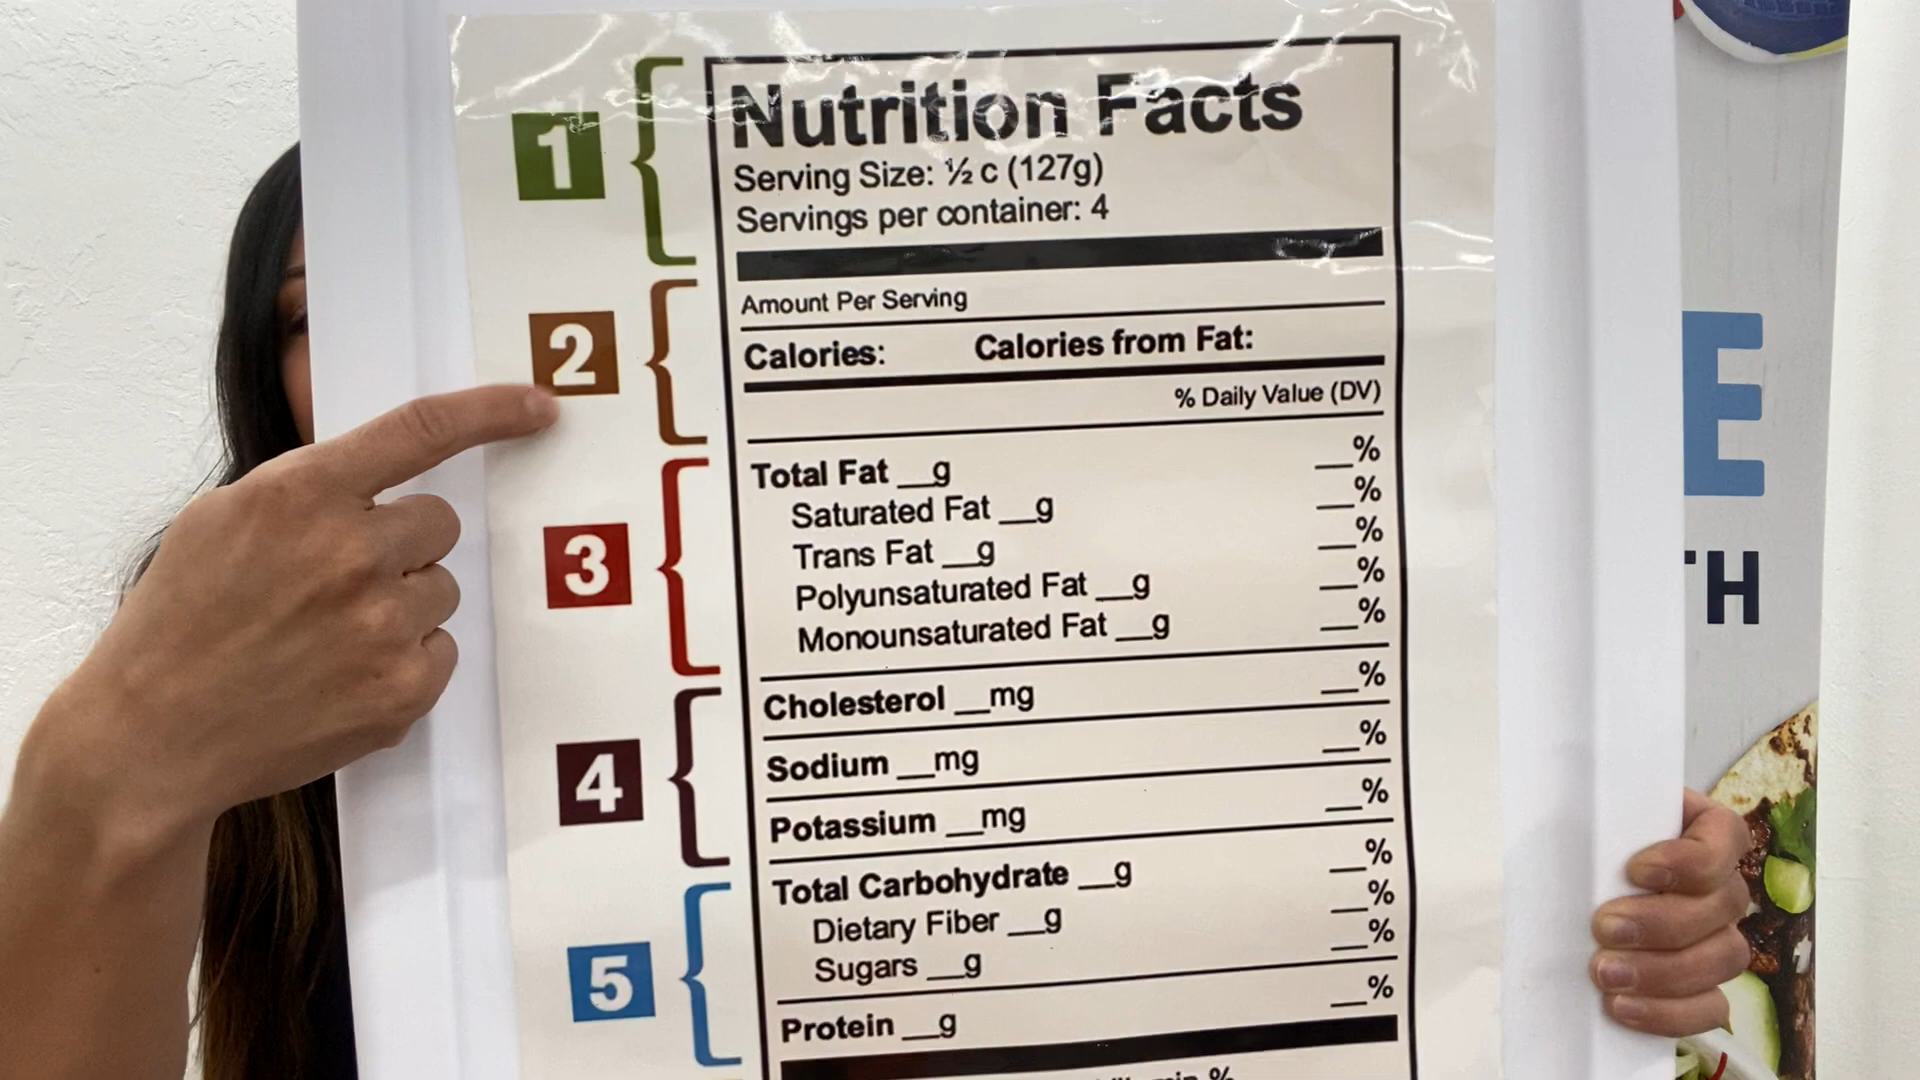 1
Nutrition Facts
Serving Size: ½ c (127g)
Servings per container: 4
2
Amount Per Serving
Calories: Calories from Fat:
% Daily Value (DV)
3
Total Fat __g __%
Saturated Fat __g __%
Trans Fat __g __%
Polyunsaturated Fat __g __%
Monounsaturated Fat __g __%
4
Cholesterol __mg __%
Sodium __mg __%
Potassium __mg __%
5
Total Carbohydrate __g __%
Dietary Fiber __g __%
Sugars __g __%
Protein __g __%
%
E
H